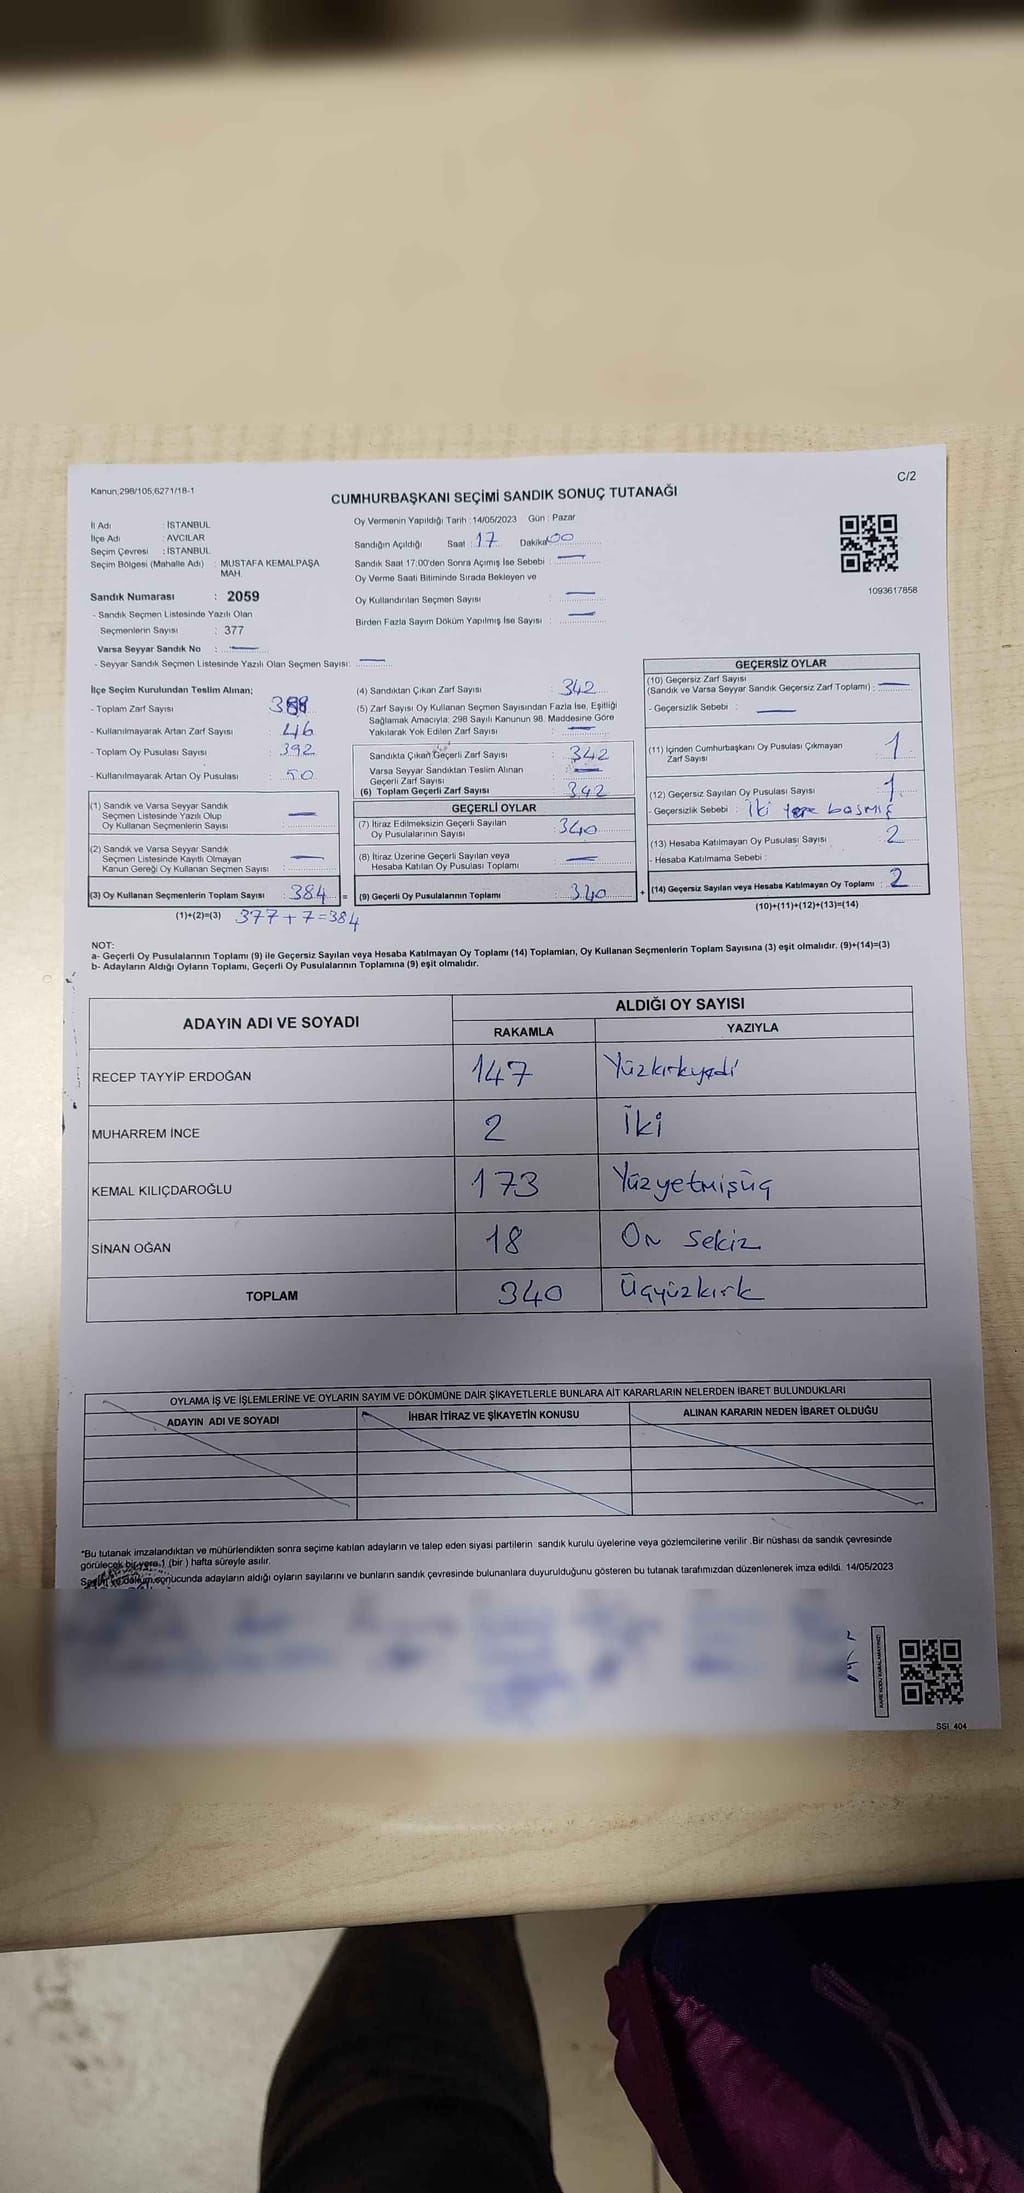 Kanun;298/105,6271/18-1
C/2
CUMHURBAŞKANI SEÇİMİ SANDIK SONUÇ TUTANAĞI
İl Adı : İSTANBUL
İlçe Adı : AVCILAR
Seçim Çevresi : İSTANBUL
Seçim Bölgesi (Mahalle Adı) : MUSTAFA KEMALPAŞA
MAH.
Sandık Numarası : 2059
- Sandık Seçmen Listesinde Yazılı Olan
Seçmenlerin Sayısı : 377
Varsa Seyyar Sandık No : —
- Seyyar Sandık Seçmen Listesinde Yazılı Olan Seçmen Sayısı: —
Oy Vermenin Yapıldığı Tarih :14/05/2023 Gün : Pazar
Sandığın Açıldığı Saat : 17 Dakika 00
Sandık Saat 17:00'den Sonra Açımış İse Sebebi : —
Oy Verme Saati Bitiminde Sırada Bekleyen ve
Oy Kullandırılan Seçmen Sayısı : —
Birden Fazla Sayım Döküm Yapılmış İse Sayısı : —
1093617858
İlçe Seçim Kurulundan Teslim Alınan;
- Toplam Zarf Sayısı
- Kullanılmayarak Artan Zarf Sayısı : 46
- Toplam Oy Pusulası Sayısı : 392
- Kullanılmayarak Artan Oy Pusulası : 50
(1) Sandık ve Varsa Seyyar Sandık
Seçmen Listesinde Yazılı Olup
Oy Kullanan Seçmenlerin Sayısı : —
(2) Sandık ve Varsa Seyyar Sandık
Seçmen Listesinde Kayıtlı Olmayan
Kanun Gereği Oy Kullanan Seçmen Sayısı : —
(3) Oy Kullanan Seçmenlerin Toplam Sayısı : 384 =
(1)+(2)=(3) 377+7=384
(4) Sandıktan Çıkan Zarf Sayısı : 342
(5) Zarf Sayısı Oy Kullanan Seçmen Sayısından Fazla İse, Eşitliği
Sağlamak Amacıyla; 298 Sayılı Kanunun 98. Maddesine Göre
Yakılarak Yok Edilen Zarf Sayısı : —
Sandıkta Çıkan Geçerli Zarf Sayısı : 342
Varsa Seyyar Sandıktan Teslim Alınan
Geçerli Zarf Sayısı : —
(6) Toplam Geçerli Zarf Sayısı : 342
GEÇERLİ OYLAR
(7) İtiraz Edilmeksizin Geçerli Sayılan
Oy Pusulalarının Sayısı : 340
(8) İtiraz Üzerine Geçerli Sayılan veya
Hesaba Katılan Oy Pusulası Toplamı : —
(9) Geçerli Oy Pusulalarının Toplamı : 340 +
GEÇERSİZ OYLAR
(10) Geçersiz Zarf Sayısı
(Sandık ve Varsa Seyyar Sandık Geçersiz Zarf Toplamı) : —
- Geçersizlik Sebebi : —
(11) İçinden Cumhurbaşkanı Oy Pusulası Çıkmayan
Zarf Sayısı : 1
(12) Geçersiz Sayılan Oy Pusulası Sayısı : 1
- Geçersizlik Sebebi : İki yere basmış
(13) Hesaba Katılmayan Oy Pusulası Sayısı : 2
- Hesaba Katılmama Sebebi :
(14) Geçersiz Sayılan veya Hesaba Katılmayan Oy Toplamı : 2
(10)+(11)+(12)+(13)=(14)
NOT:
a- Geçerli Oy Pusulalarının Toplamı (9) ile Geçersiz Sayılan veya Hesaba Katılmayan Oy Toplamı (14) Toplamları, Oy Kullanan Seçmenlerin Toplam Sayısına (3) eşit olmalıdır. (9)+(14)=(3)
b- Adayların Aldığı Oyların Toplamı, Geçerli Oy Pusulalarının Toplamına (9) eşit olmalıdır.
ADAYIN ADI VE SOYADI ALDIĞI OY SAYISI
RAKAMLA YAZIYLA
RECEP TAYYİP ERDOĞAN 147 Yüzkırkyedi
MUHARREM İNCE 2 İki
KEMAL KILIÇDAROĞLU 173 Yüzyetmişüç
SİNAN OĞAN 18 On sekiz
TOPLAM 340 Üçyüzkırk
OYLAMA İŞ VE İŞLEMLERİNE VE OYLARIN SAYIM VE DÖKÜMÜNE DAİR ŞİKAYETLERLE BUNLARA AİT KARARLARIN NELERDEN İBARET BULUNDUKLARI
ADAYIN ADI VE SOYADI İHBAR İTİRAZ VE ŞİKAYETİN KONUSU ALINAN KARARIN NEDEN İBARET OLDUĞU
*Bu tutanak imzalandıktan ve mühürlendikten sonra seçime katılan adayların ve talep eden siyasi partilerin sandık kurulu üyelerine veya gözlemcilerine verilir .Bir nüshası da sandık çevresinde
görülecek bir yere 1 (bir ) hafta süreyle asılır.
Sayım ve döküm sonucunda adayların aldığı oyların sayılarını ve bunların sandık çevresinde bulunanlara duyurulduğunu gösteren bu tutanak tarafımızdan düzenlenerek imza edildi. 14/05/2023
KARE KODU KARALAMAYINIZ!
SSI_404